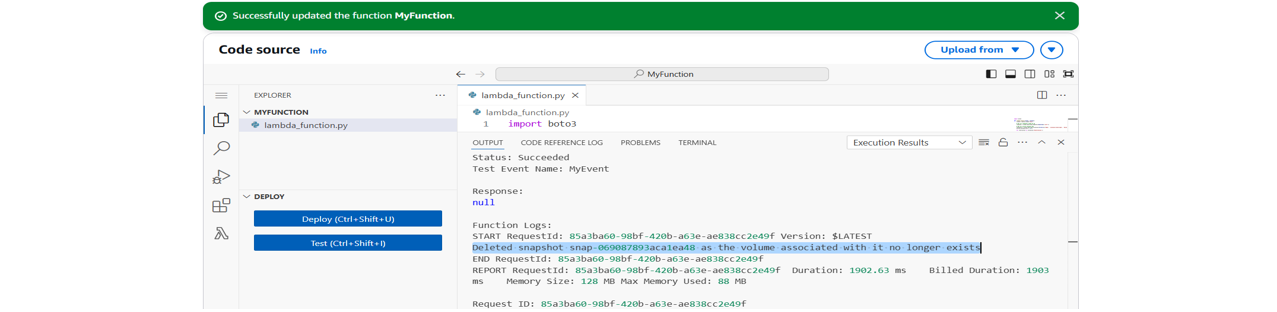 Successfully updated the function MyFunction.
Code source Info
Upload from
MyFunction
EXPLORER
MYFUNCTION
lambda_function.py
DEPLOY
Deploy (Ctrl+Shift+U)
Test (Ctrl+Shift+I)
lambda_function.py
lambda_function.py
1 import boto3
OUTPUT CODE REFERENCE LOG PROBLEMS TERMINAL Execution Results
Status: Succeeded
Test Event Name: MyEvent
Response:
null
Function Logs:
START RequestId: 85a3ba60-98bf-420b-a63e-ae838cc2e49f Version: $LATEST
Deleted snapshot snap-069087893aca1ea48 as the volume associated with it no longer exists
END RequestId: 85a3ba60-98bf-420b-a63e-ae838cc2e49f
REPORT RequestId: 85a3ba60-98bf-420b-a63e-ae838cc2e49f Duration: 1902.63 ms Billed Duration: 1903
ms Memory Size: 128 MB Max Memory Used: 88 MB
Request ID: 85a3ba60-98bf-420b-a63e-ae838cc2e49f